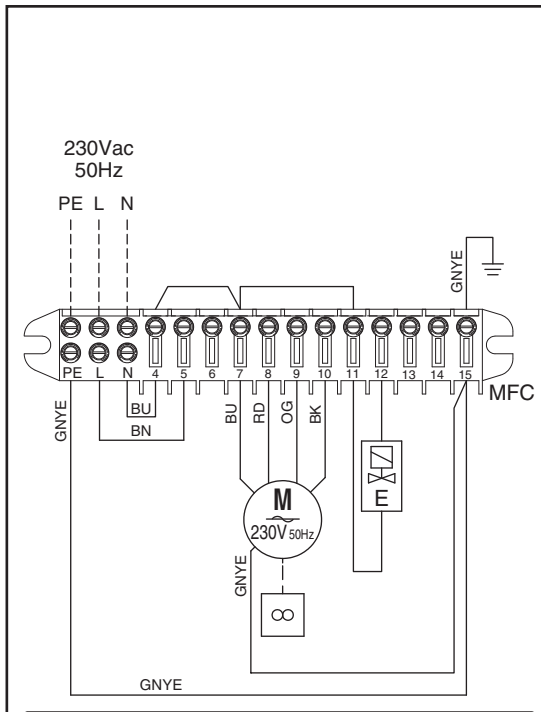 230Vac
50Hz
PE L N
GNYE
PE L N 4 5 6 7 8 9 10 11 12 13 14 15
MFC
GNYE
BU
BN
BU
RD
OG
BK
E
M
230V 50Hz
GNYE
8
GNYE